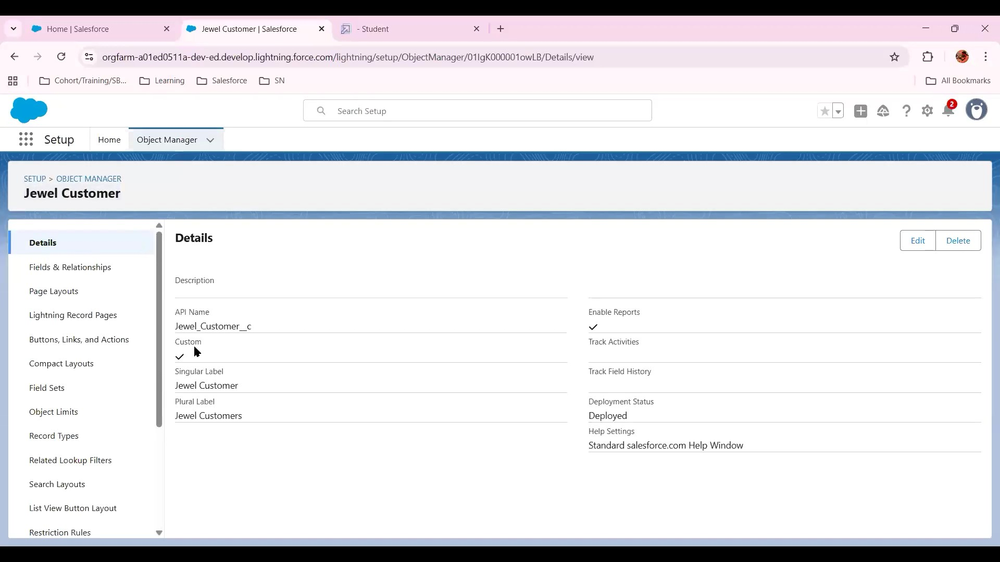 Home | Salesforce
Jewel Customer | Salesforce
- Student
orgfarm-a01ed0511a-dev-ed.develop.lightning.force.com/lightning/setup/ObjectManager/01IgK000001owLB/Details/view
Cohort/Training/SB...
Learning
Salesforce
SN
All Bookmarks
Search Setup
2
Setup
Home
Object Manager
SETUP > OBJECT MANAGER
Jewel Customer
Details
Fields & Relationships
Page Layouts
Lightning Record Pages
Buttons, Links, and Actions
Compact Layouts
Field Sets
Object Limits
Record Types
Related Lookup Filters
Search Layouts
List View Button Layout
Restriction Rules
Details
Edit
Delete
Description
API Name
Jewel_Customer__c
Custom
Singular Label
Jewel Customer
Plural Label
Jewel Customers
Enable Reports
Track Activities
Track Field History
Deployment Status
Deployed
Help Settings
Standard salesforce.com Help Window